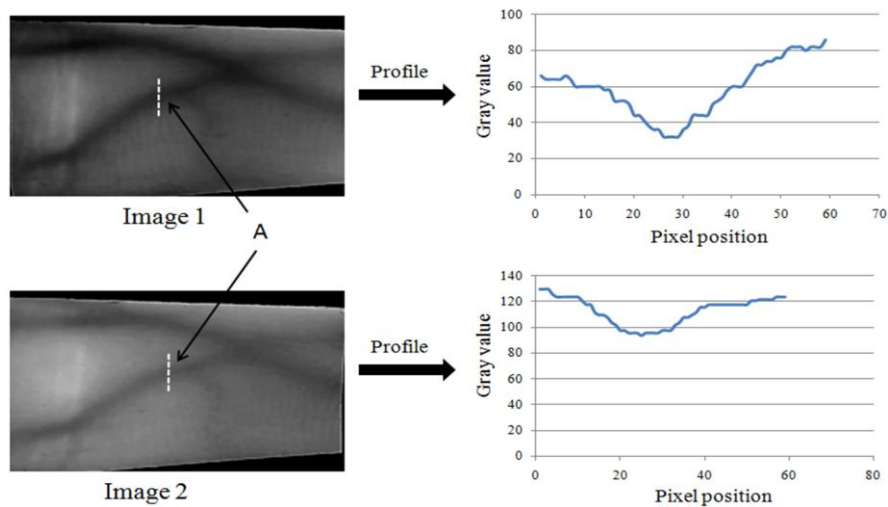 Profile
Gray value
100
80
60
40
20
0
0 10 20 30 40 50 60 70
Pixel position
Image 1
A
Profile
Gray value
140
120
100
80
60
40
20
0
0 20 40 60 80
Pixel position
Image 2